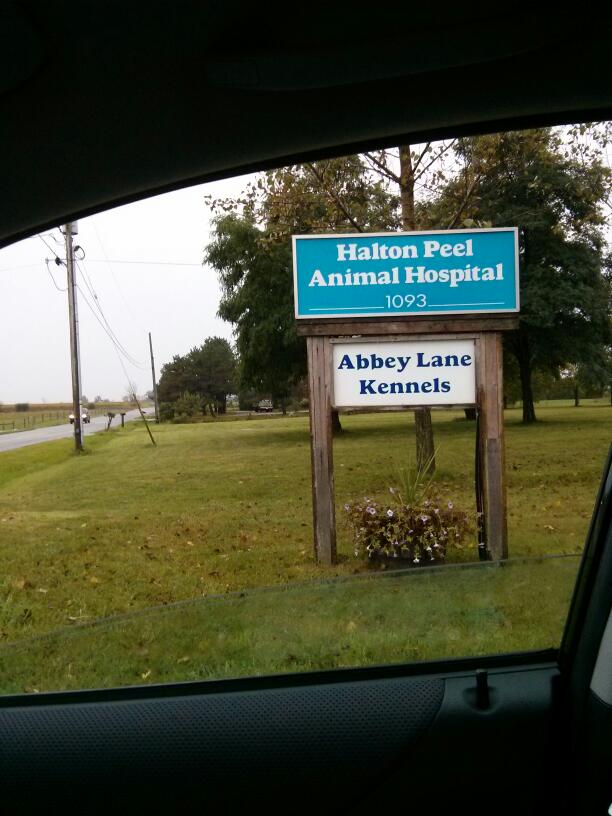 Halton Peel
Animal Hospital
1093
Abbey Lane
Kennels